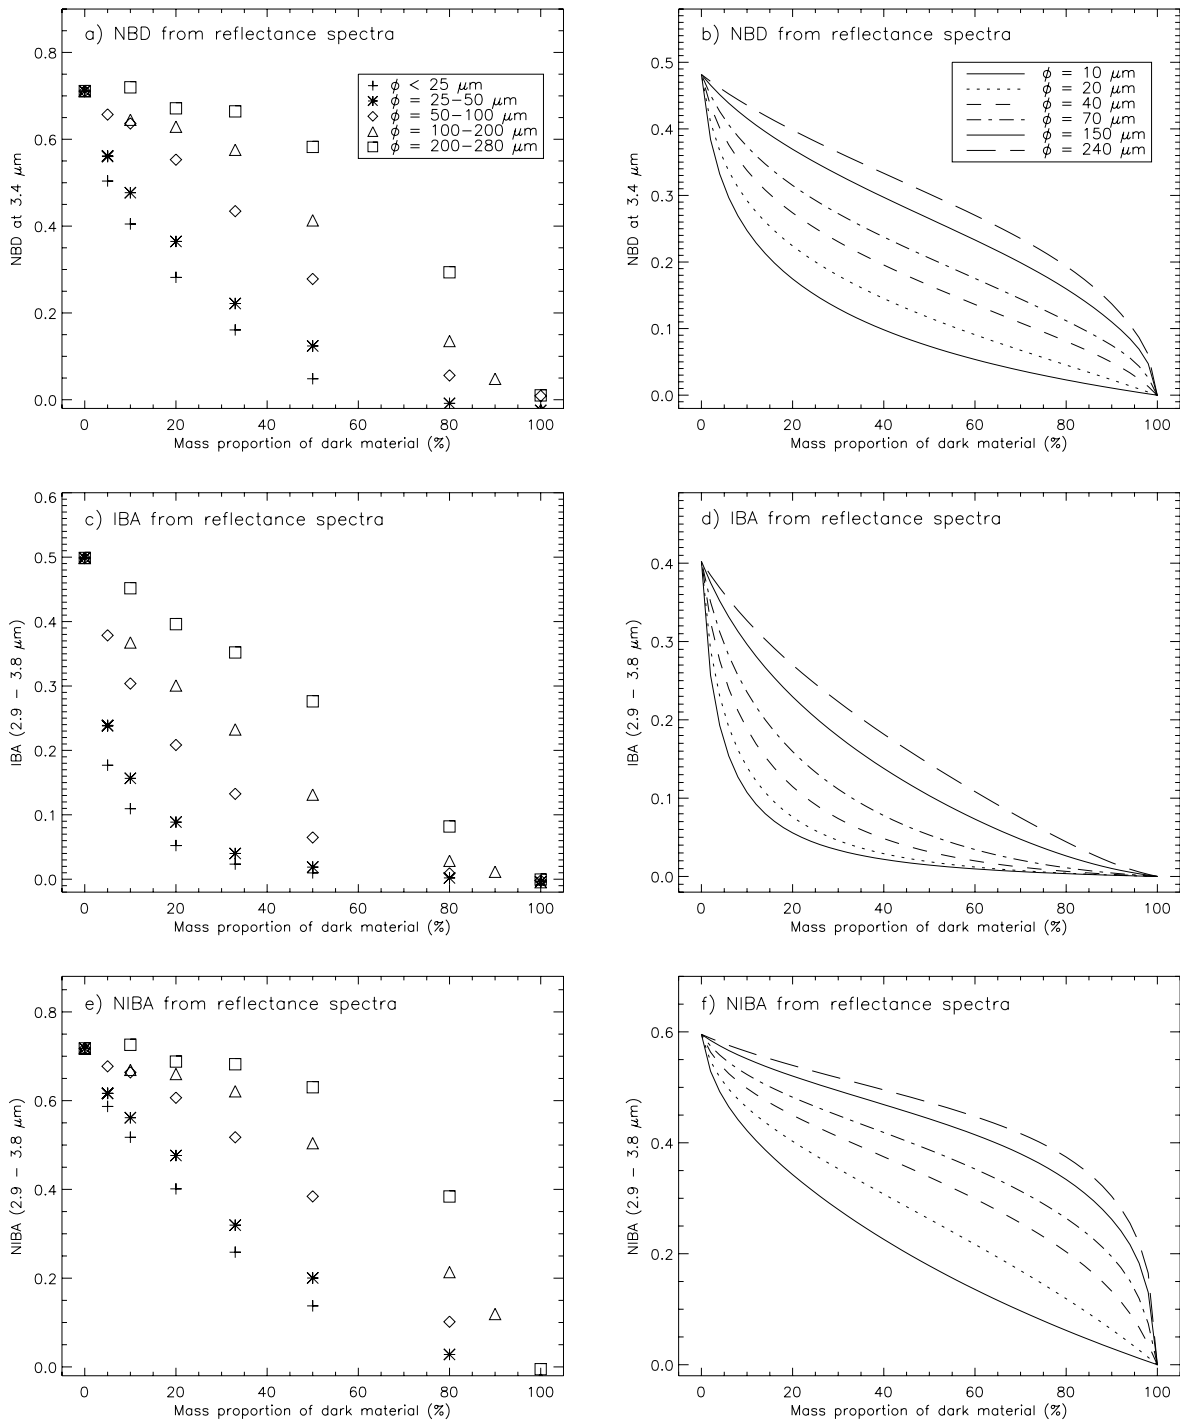 a) NBD from reflectance spectra
+ ϕ < 25 μm
✳ ϕ = 25−50 μm
◇ ϕ = 50−100 μm
△ ϕ = 100−200 μm
□ ϕ = 200−280 μm
NBD at 3.4 μm
0.8
0.6
0.4
0.2
0.0
0 20 40 60 80 100
Mass proportion of dark material (%)
b) NBD from reflectance spectra
ϕ = 10 μm
ϕ = 20 μm
ϕ = 40 μm
ϕ = 70 μm
ϕ = 150 μm
ϕ = 240 μm
NBD at 3.4 μm
0.5
0.4
0.3
0.2
0.1
0.0
0 20 40 60 80 100
Mass proportion of dark material (%)
c) IBA from reflectance spectra
IBA (2.9 − 3.8 μm)
0.6
0.5
0.4
0.3
0.2
0.1
0.0
0 20 40 60 80 100
Mass proportion of dark material (%)
d) IBA from reflectance spectra
IBA (2.9 − 3.8 μm)
0.4
0.3
0.2
0.1
0.0
0 20 40 60 80 100
Mass proportion of dark material (%)
e) NIBA from reflectance spectra
NIBA (2.9 − 3.8 μm)
0.8
0.6
0.4
0.2
0.0
0 20 40 60 80 100
Mass proportion of dark material (%)
f) NIBA from reflectance spectra
NIBA (2.9 − 3.8 μm)
0.6
0.4
0.2
0.0
0 20 40 60 80 100
Mass proportion of dark material (%)